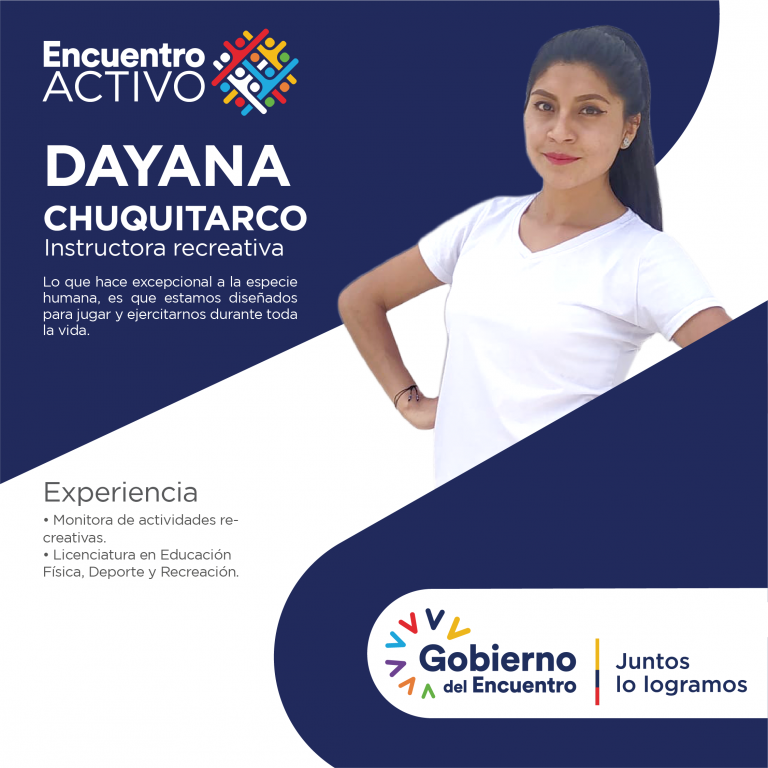 Encuentro
ACTIVO
DAYANA
CHUQUITARCO
Instructora recreativa
Lo que hace excepcional a la especie
humana, es que estamos diseñados
para jugar y ejercitarnos durante toda
la vida.
Experiencia
• Monitora de actividades re-
creativas.
• Licenciatura en Educación
Física, Deporte y Recreación.
Gobierno
del Encuentro
Juntos
lo logramos